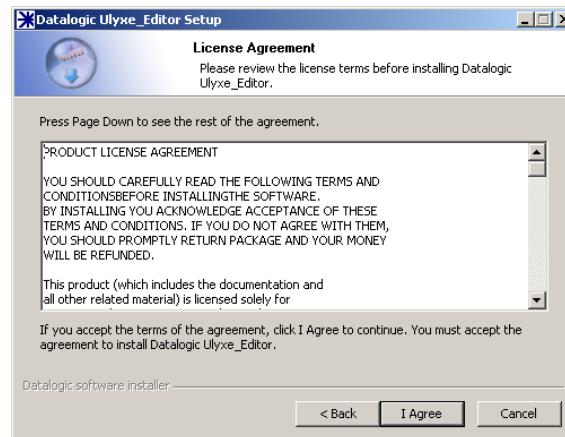 Datalogic Ulyxe_Editor Setup
License Agreement
Please review the license terms before installing Datalogic
Ulyxe_Editor.
Press Page Down to see the rest of the agreement.
PRODUCT LICENSE AGREEMENT
YOU SHOULD CAREFULLY READ THE FOLLOWING TERMS AND
CONDITIONSBEFORE INSTALLINGTHE SOFTWARE.
BY INSTALLING YOU ACKNOWLEDGE ACCEPTANCE OF THESE
TERMS AND CONDITIONS. IF YOU DO NOT AGREE WITH THEM,
YOU SHOULD PROMPTLY RETURN PACKAGE AND YOUR MONEY
WILL BE REFUNDED.
This product (which includes the documentation and
all other related material) is licensed solely for
If you accept the terms of the agreement, click I Agree to continue. You must accept the
agreement to install Datalogic Ulyxe_Editor.
Datalogic software installer
< Back I Agree Cancel